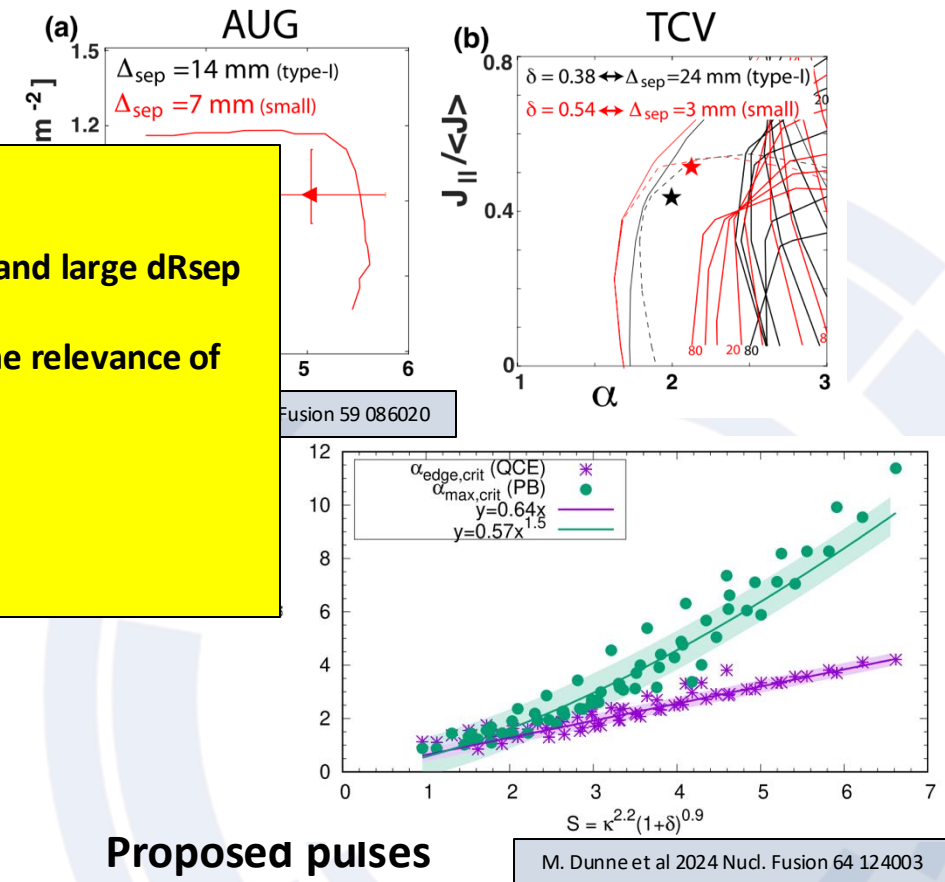 (a) AUG
1.5
Δsep =14 mm (type-I)
Δsep =7 mm (small)
1.2
m⁻²]
5 6
(b) TCV
0.8
δ = 0.38 ↔ Δsep=24 mm (type-I)
δ = 0.54 ↔ Δsep=3 mm (small)
20
J|| /<J>
0.4
0
80 20 80 8
1 2 3
α
and large dRsep
relevance of
Fusion 59 086020
12
10
8
6
4
2
0
αedge,crit (QCE)
αmax,crit (PB)
y=0.64x
y=0.57x^1.5
0 1 2 3 4 5 6 7
S = κ^2.2(1+δ)^0.9
Proposed pulses
M. Dunne et al 2024 Nucl. Fusion 64 124003